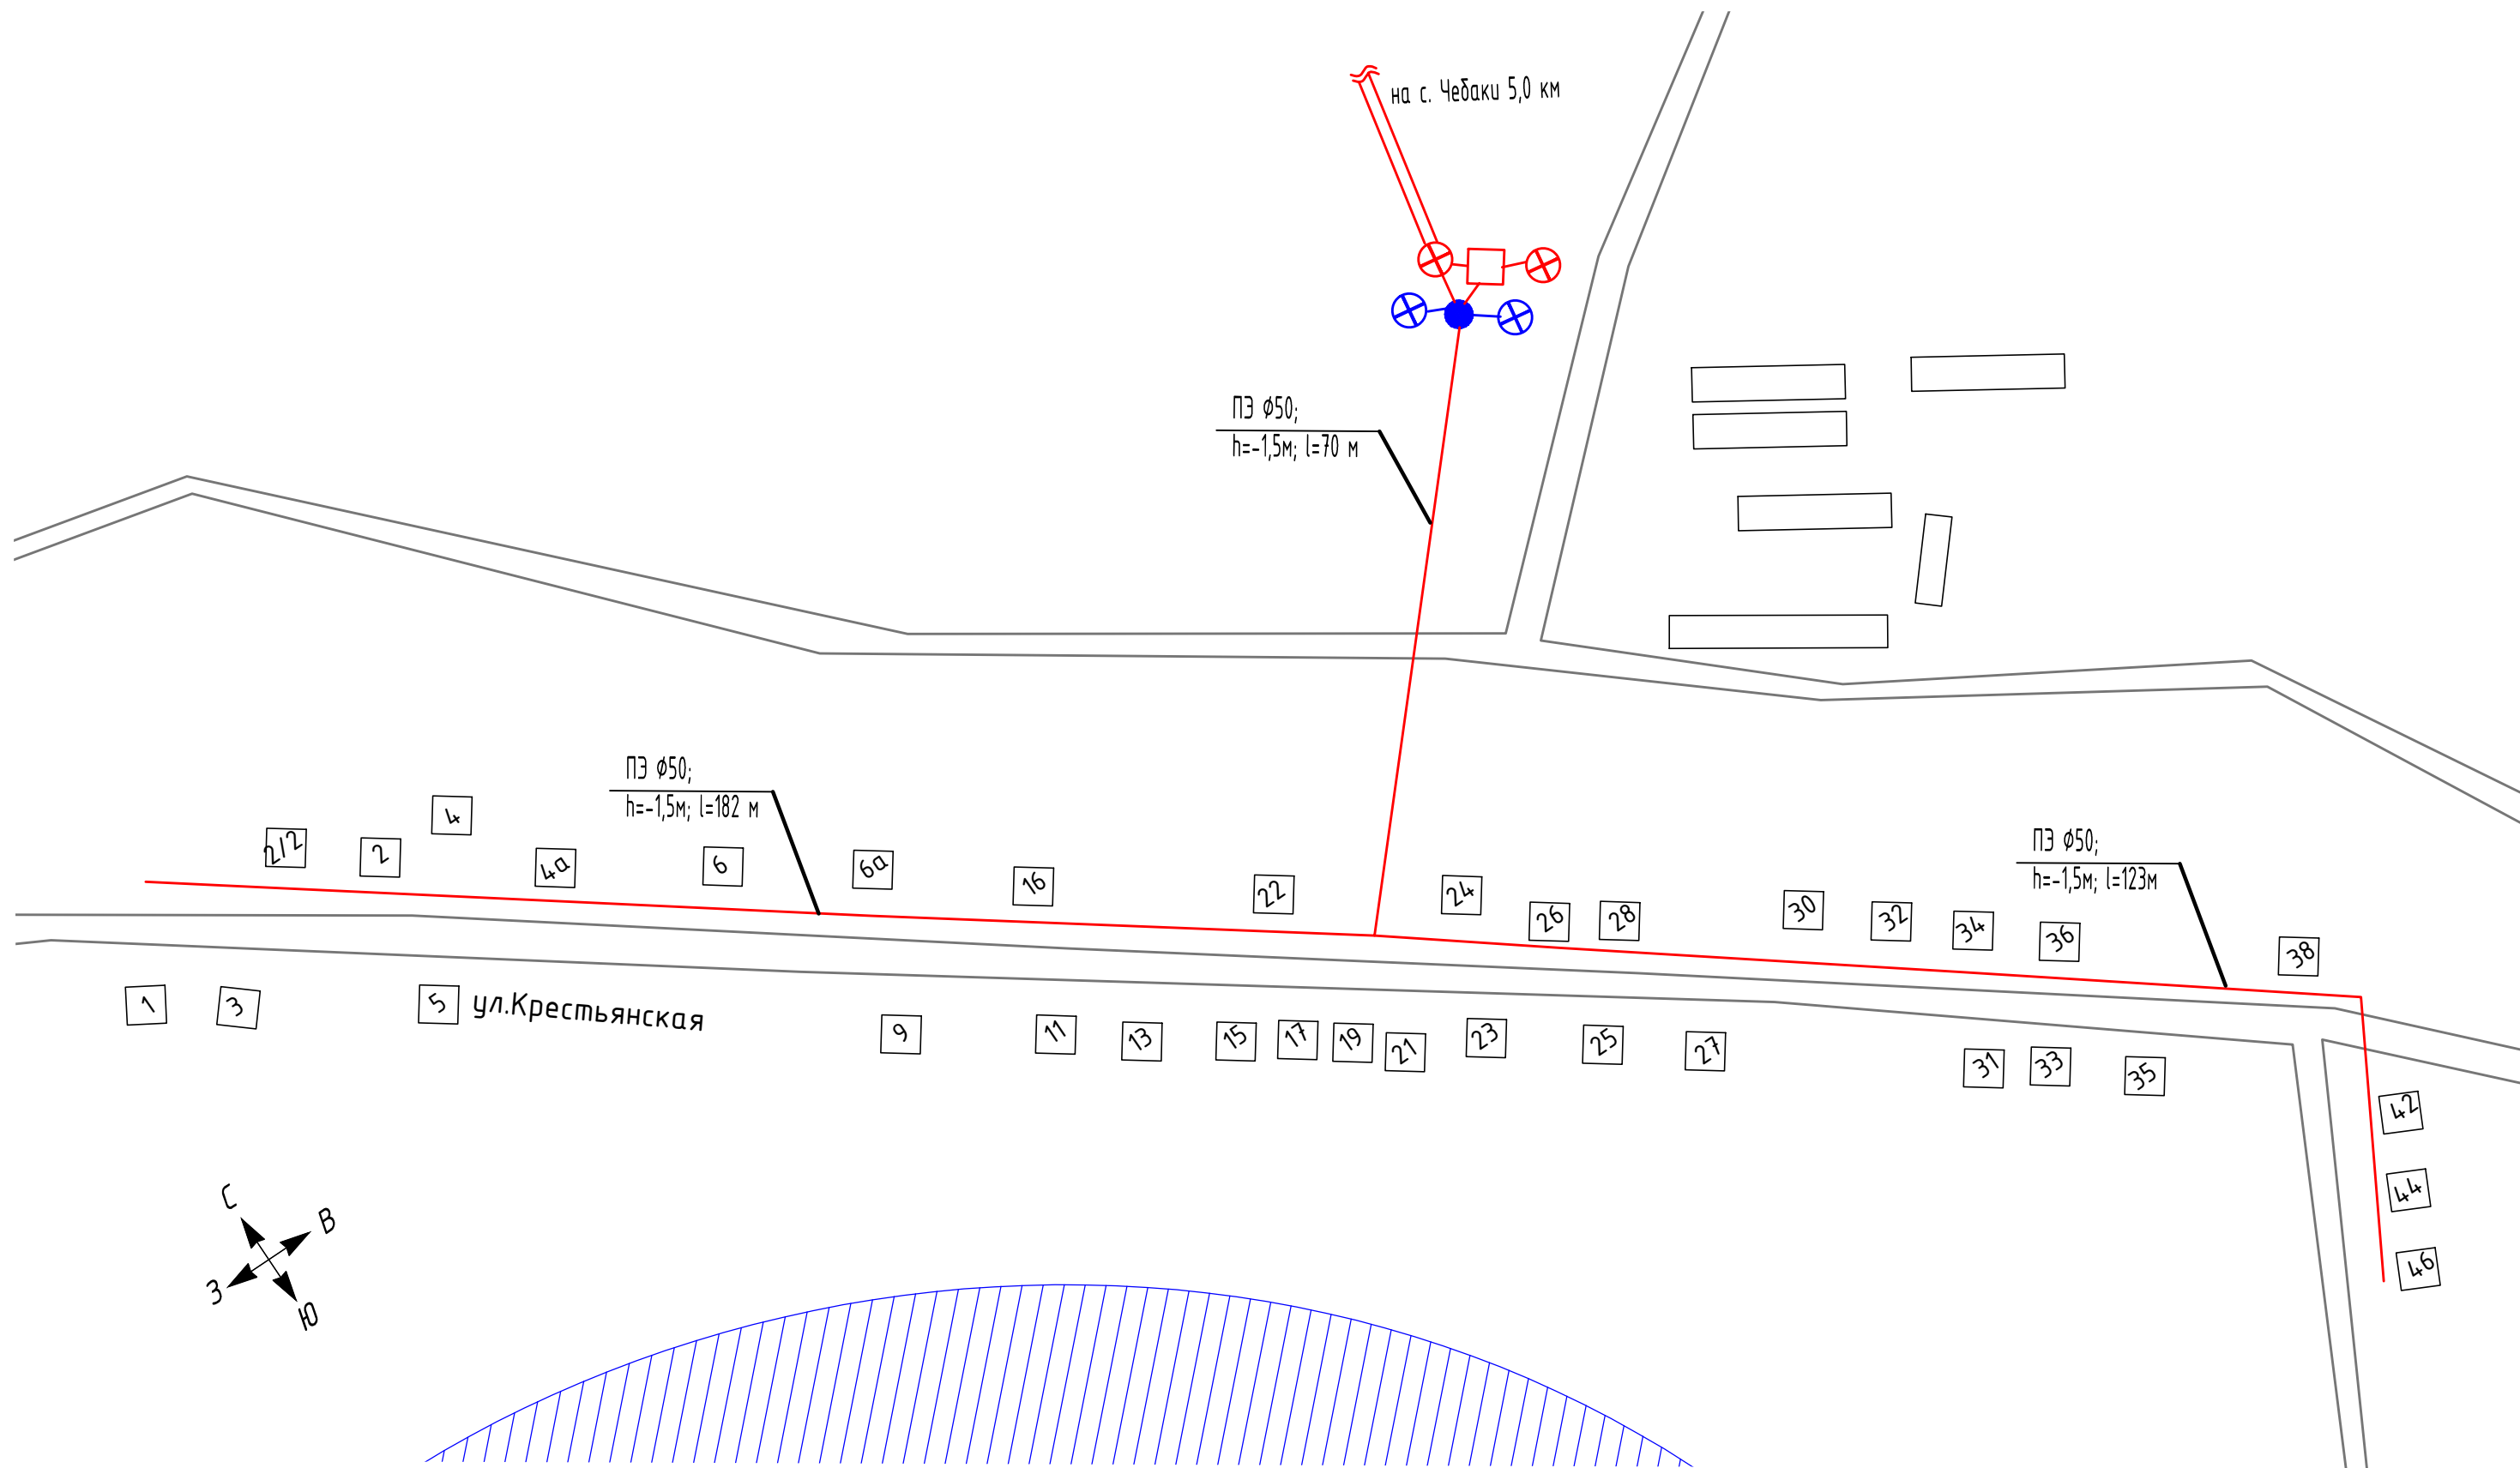 на с. Чебаки 5,0 км
ПЭ Ф50;
h=-1,5м; l=70 м
ПЭ Ф50;
h=-1,5м; l=182 м
ПЭ Ф50;
h=-1,5м; l=123м
4
2/2
2
4а
6
6а
16
22
24
26
28
30
32
34
36
38
1
3
5
ул.Крестьянская
9
11
13
15
17
19
21
23
25
27
31
33
35
42
44
46
С
В
З
Ю